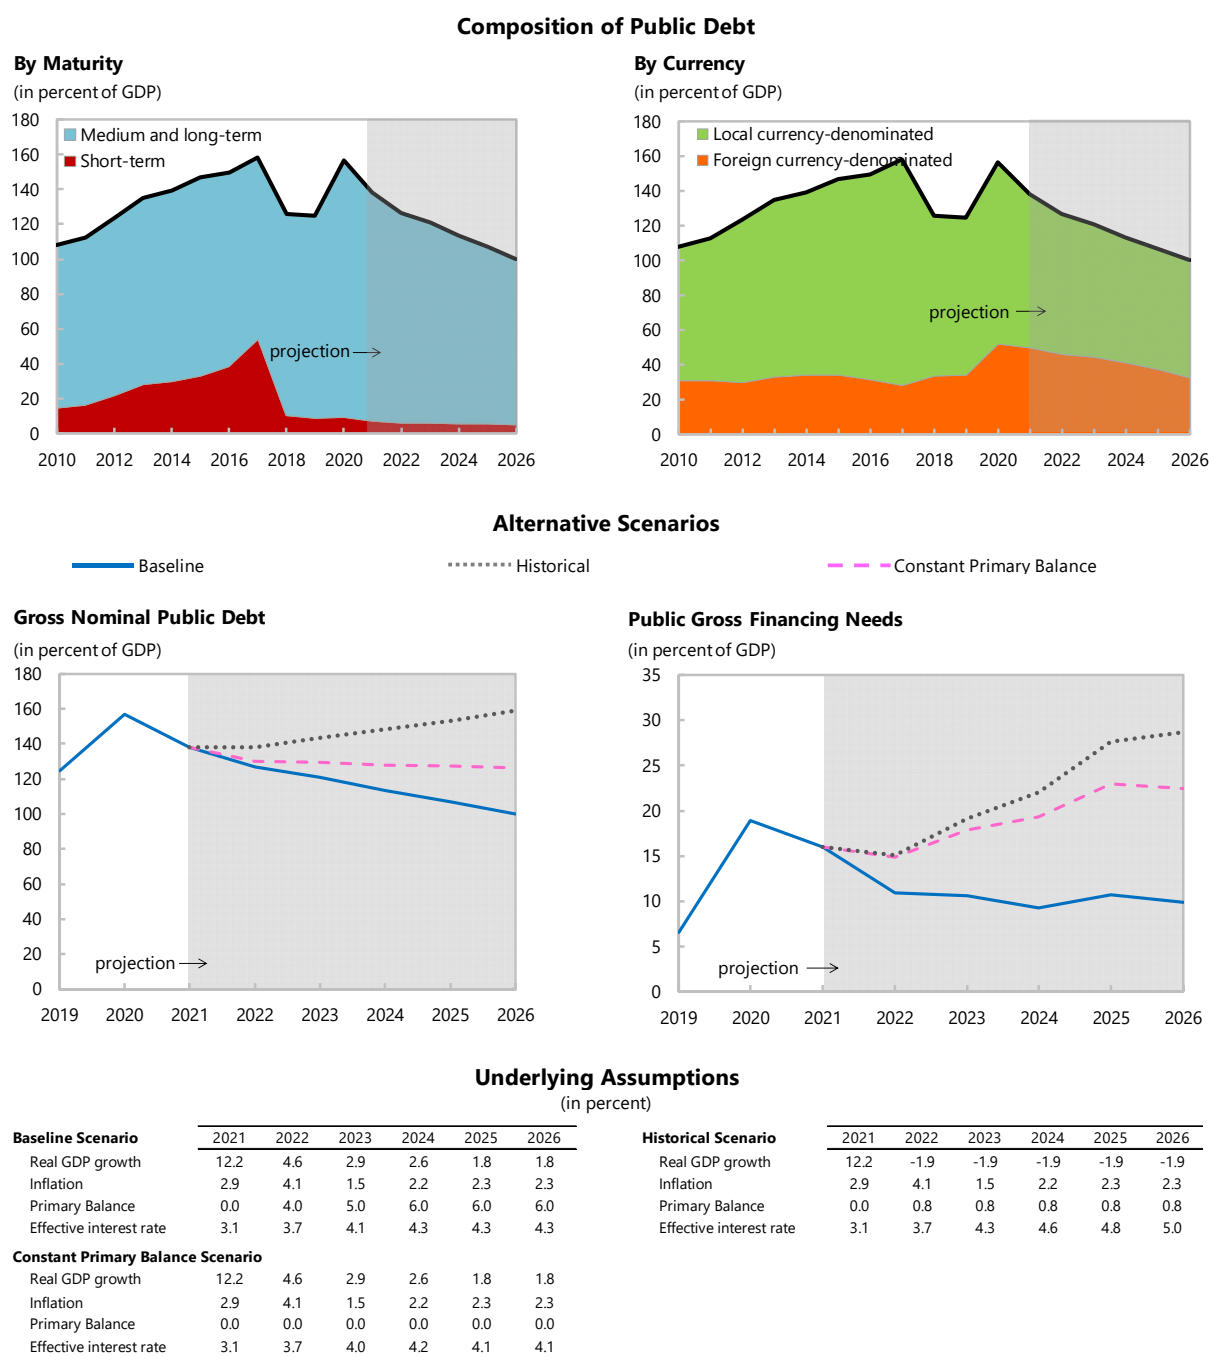 Composition of Public Debt
By Maturity
(in percent of GDP)
180
160
140
120
100
80
60
40
20
0
Medium and long-term
Short-term
projection
2010 2012 2014 2016 2018 2020 2022 2024 2026
By Currency
(in percent of GDP)
180
160
140
120
100
80
60
40
20
0
Local currency-denominated
Foreign currency-denominated
projection
2010 2012 2014 2016 2018 2020 2022 2024 2026
Alternative Scenarios
Baseline Historical Constant Primary Balance
Gross Nominal Public Debt
(in percent of GDP)
180
160
140
120
100
80
60
40
20
0
projection
2019 2020 2021 2022 2023 2024 2025 2026
Public Gross Financing Needs
(in percent of GDP)
35
30
25
20
15
10
5
0
projection
2019 2020 2021 2022 2023 2024 2025 2026
Underlying Assumptions
(in percent)
Baseline Scenario 2021 2022 2023 2024 2025 2026
Real GDP growth 12.2 4.6 2.9 2.6 1.8 1.8
Inflation 2.9 4.1 1.5 2.2 2.3 2.3
Primary Balance 0.0 4.0 5.0 6.0 6.0 6.0
Effective interest rate 3.1 3.7 4.1 4.3 4.3 4.3
Constant Primary Balance Scenario
Real GDP growth 12.2 4.6 2.9 2.6 1.8 1.8
Inflation 2.9 4.1 1.5 2.2 2.3 2.3
Primary Balance 0.0 0.0 0.0 0.0 0.0 0.0
Effective interest rate 3.1 3.7 4.0 4.2 4.1 4.1
Historical Scenario 2021 2022 2023 2024 2025 2026
Real GDP growth 12.2 -1.9 -1.9 -1.9 -1.9 -1.9
Inflation 2.9 4.1 1.5 2.2 2.3 2.3
Primary Balance 0.0 0.8 0.8 0.8 0.8 0.8
Effective interest rate 3.1 3.7 4.3 4.6 4.8 5.0